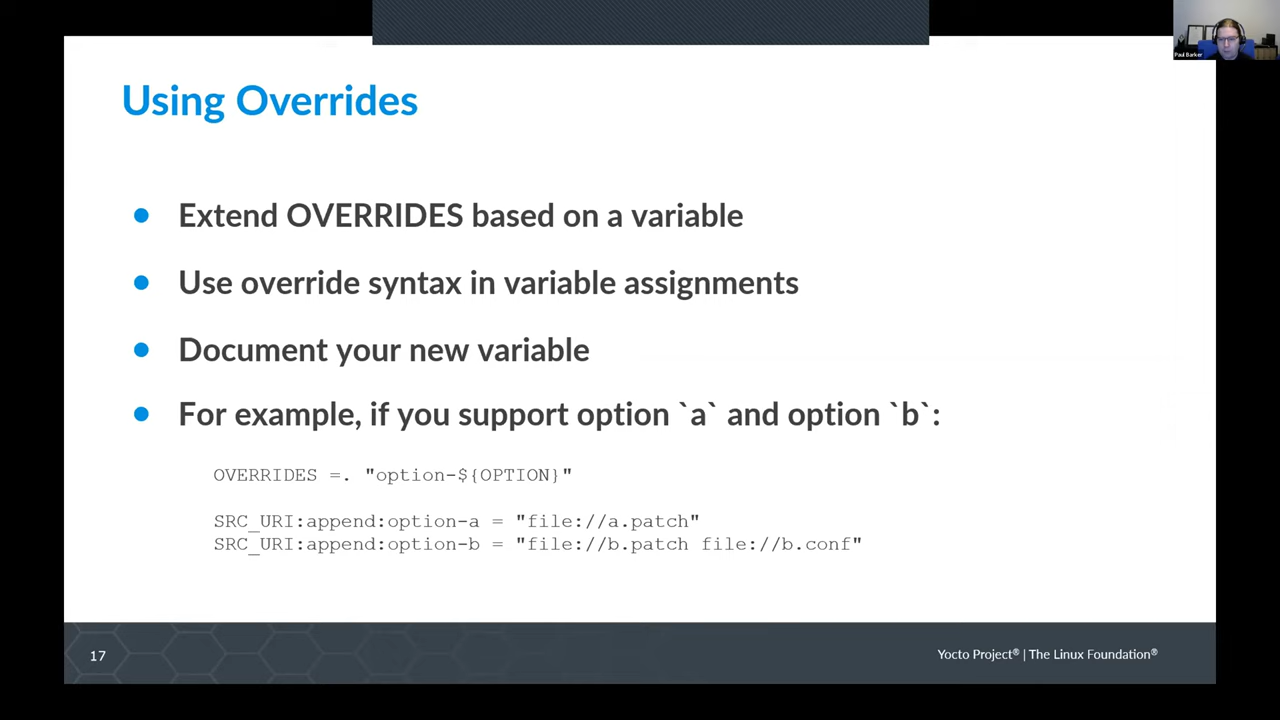 Paul Barker
Using Overrides
Extend OVERRIDES based on a variable
Use override syntax in variable assignments
Document your new variable
For example, if you support option `a` and option `b`:
OVERRIDES =. "option-${OPTION}"
SRC_URI:append:option-a = "file://a.patch"
SRC_URI:append:option-b = "file://b.patch file://b.conf"
17
Yocto Project® | The Linux Foundation®